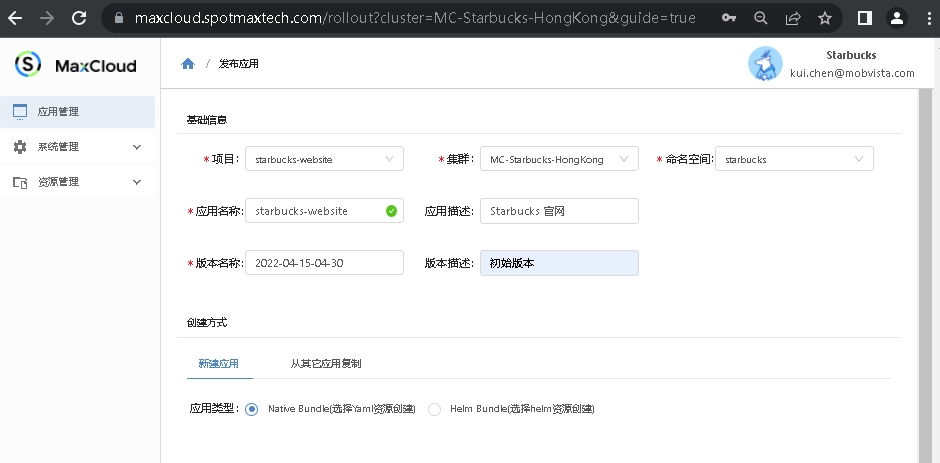 maxcloud.spotmaxtech.com/rollout?cluster=MC-Starbucks-HongKong&guide=true
MaxCloud
/ 发布应用
Starbucks
kui.chen@mobvista.com
应用管理
系统管理
资源管理
基础信息
*项目: starbucks-website *集群: MC-Starbucks-HongKong *命名空间: starbucks
*应用名称: starbucks-website 应用描述: Starbucks 官网
*版本名称: 2022-04-15-04-30 版本描述: 初始版本
创建方式
新建应用 从其它应用复制
应用类型: Native Bundle(选择Yaml资源创建) Helm Bundle(选择helm资源创建)